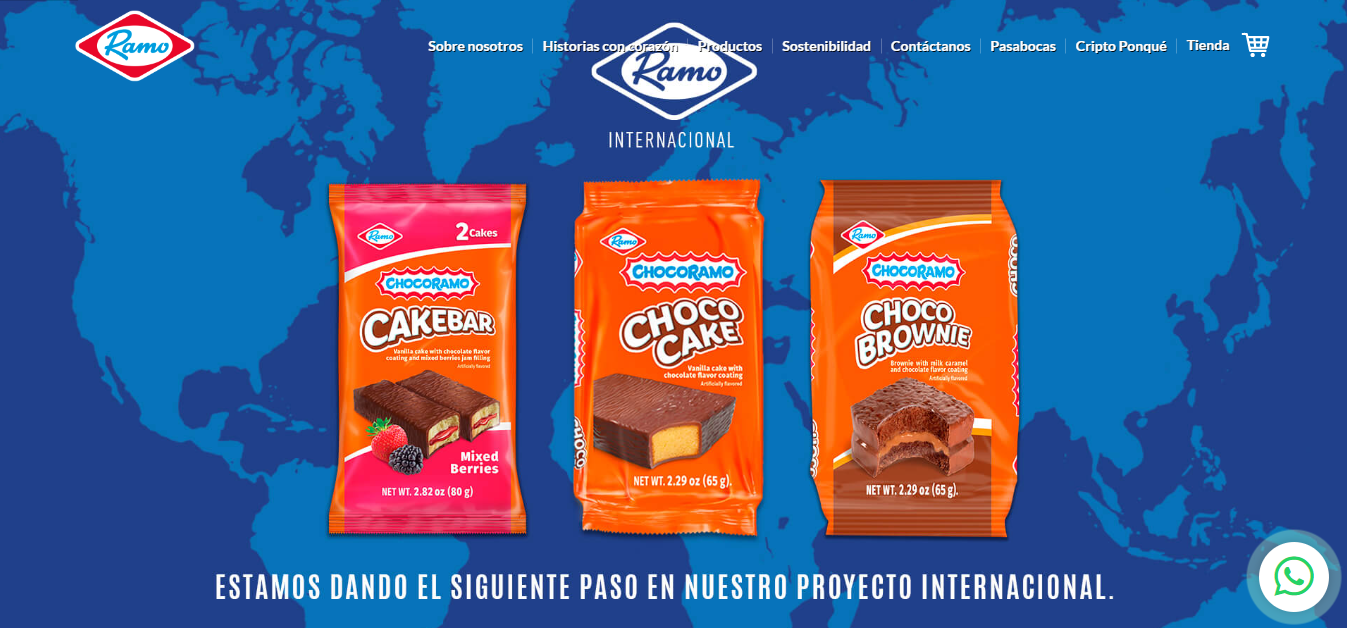 Ramo
Sobre nosotros
Historias con corazón
Productos
Sostenibilidad
Contáctanos
Pasabocas
Cripto Ponqué
Tienda
Ramo
INTERNACIONAL
Ramo
2 Cakes
CHOCORAMO
CAKEBAR
Vanilla cake with chocolate flavor
coating and mixed berries jam filling
Artificially flavored
Mixed
Berries
NET WT. 2.82 oz (80 g)
Ramo
CHOCORAMO
CHOCO
CAKE
Vanilla cake with
chocolate flavor coating
Artificially flavored
NET WT. 2.29 oz (65 g).
CHOCO
Ramo
CHOCORAMO
CHOCO
BROWNIE
Brownie with milk caramel
and chocolate flavor coating
Artificially flavored
NET WT. 2.29 oz (65 g).
CHOCO
ESTAMOS DANDO EL SIGUIENTE PASO EN NUESTRO PROYECTO INTERNACIONAL.